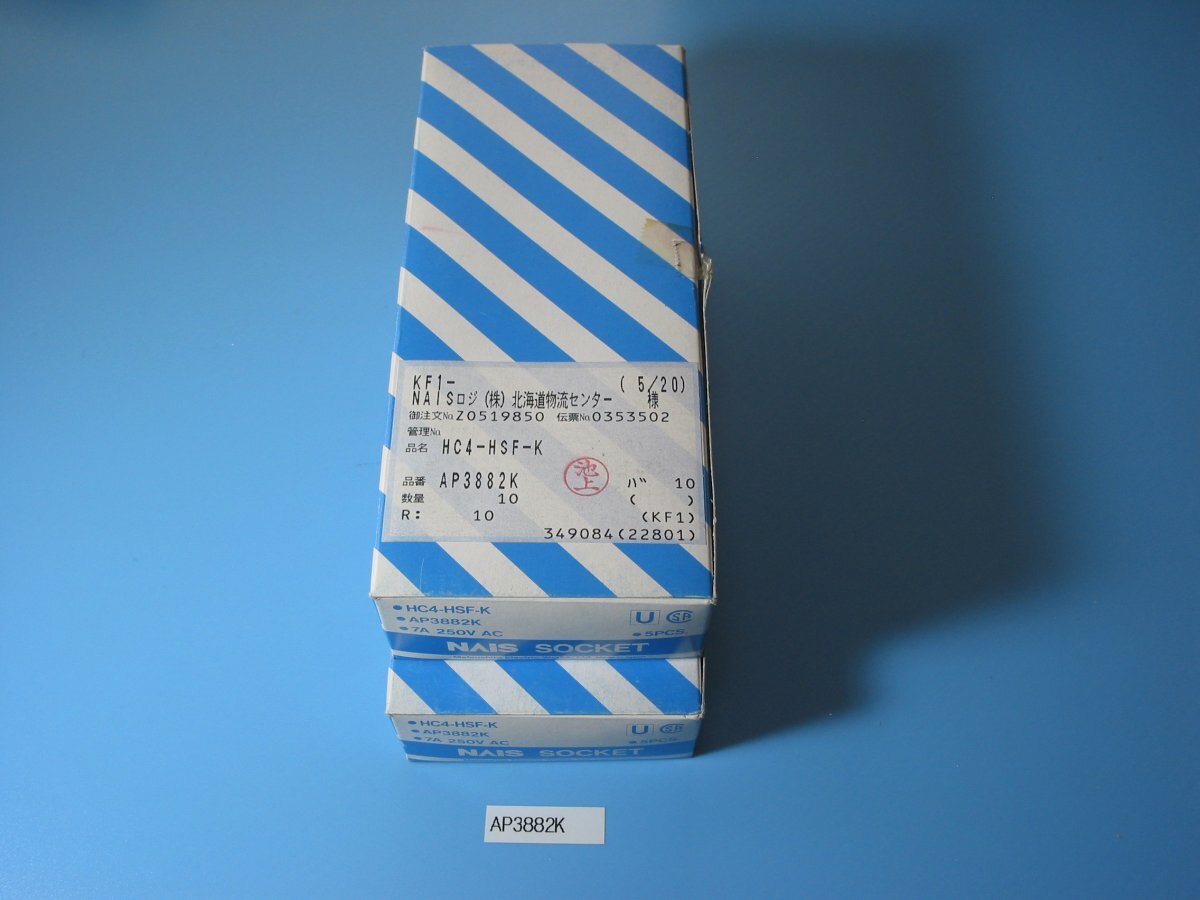 KF1- ( 5/20)
NAISロジ(株)北海道物流センター 様
御注文No.Z0519850 伝票No.0353502
管理No.
品名 HC4-HSF-K
品番 AP3882K バ 10
池上
数量 10 ( )
R: 10 (KF1)
349084(22801)
●HC4-HSF-K
●AP3882K
●7A 250V AC ●5PCS
U SA
NAIS SOCKET
●HC4-HSF-K
●AP3882K
●7A 250V AC ●5PCS
U
NAIS SOCKET
AP3882K